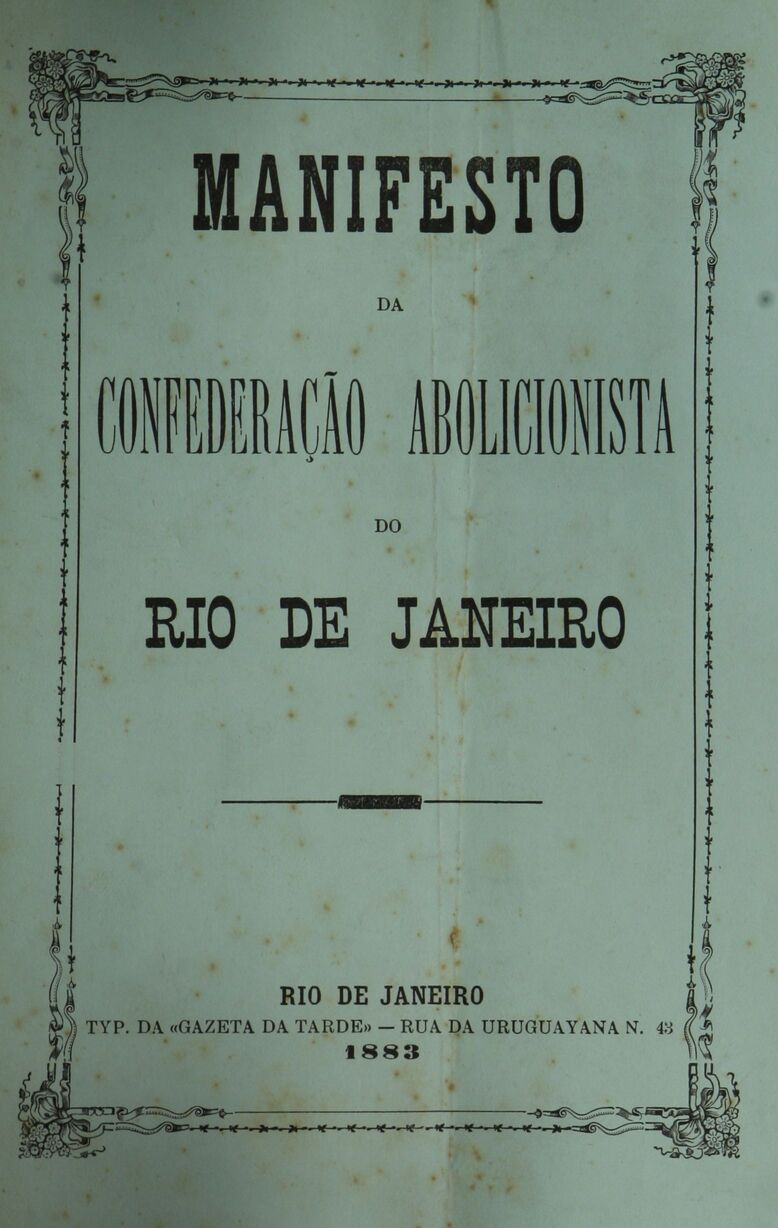 MANIFESTO
DA
CONFEDERAÇÃO ABOLICIONISTA
DO
RIO DE JANEIRO
RIO DE JANEIRO
TYP. DA «GAZETA DA TARDE» — RUA DA URUGUAYANA N. 43
1883